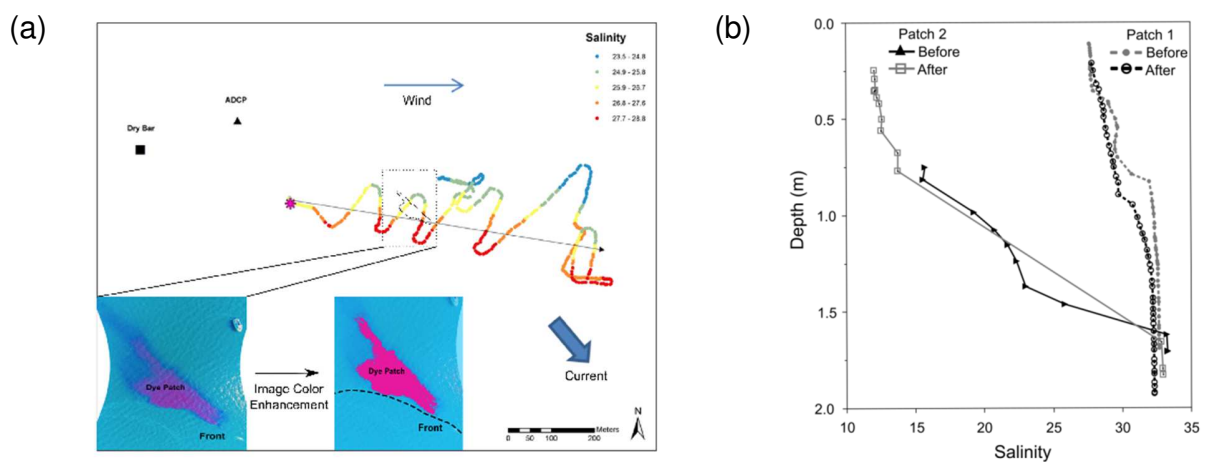 (a)
Salinity
23.5 - 24.8
24.9 - 25.8
25.9 - 26.7
26.8 - 27.6
27.7 - 28.8
Wind
ADCP
Dry Bar
Dye Patch
Front
Image Color
Enhancement
Dye Patch
Front
Current
N
Meters
0 50 100 200
(b)
Patch 2
Before
After
Patch 1
Before
After
0.0
0.5
1.0
1.5
2.0
Depth (m)
10 15 20 25 30 35
Salinity